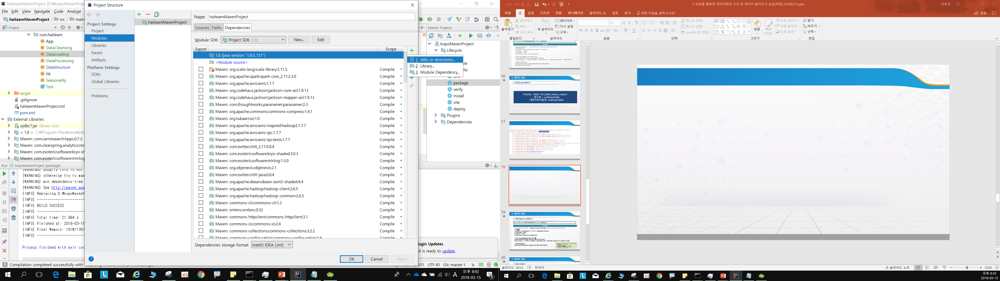 haiteamMavenProject [D:₩kopoMavenProject
File Edit View Navigate Code Analyze
haiteamMavenProject src main
Project
com.haiteam
App
DataCleansing
DataLoading
DataProcessing
DataStructure
hk
Seasonality
Test
target
.gitignore
haiteamMavenProject.iml
pom.xml
External Libraries
ojdbc7.jar library root
< 1.8 > C:₩Program Files₩Java₩jdk
Maven: com.carrotsearch:hppc:0.7.2
Maven: com.clearspring.analytics:stre
Maven: com.esotericsoftware:kryo-sh
Maven: com.esotericsoftware:minlog
Run kopoMavenProject [package]
[WARNING] usually this is not
[WARNING] otherwise try to man
[WARNING] mvn dependency:tree
[WARNING] See http://maven.apa
[INFO] Replacing D:₩kopoMavenP
[INFO] ------------------------
[INFO] BUILD SUCCESS
[INFO] ------------------------
[INFO] Total time: 21.984 s
[INFO] Finished at: 2018-03-15
[INFO] Final Memory: 151M/1357
[INFO] ------------------------
Process finished with exit coo
Compilation completed successfully with
Project Structure
Project Settings
Project
Modules
Libraries
Facets
Artifacts
Platform Settings
SDKs
Global Libraries
Problems
haiteamMavenProject
Name: haiteamMavenProject
Sources Paths Dependencies
Module SDK: Project SDK (1.8) New... Edit
Export Scope
1.8 (java version "1.8.0_151")
<Module source>
Maven: org.scala-lang:scala-library:2.11.5 Compile
Maven: org.apache.spark:spark-core_2.11:2.3.0 Compile
Maven: org.apache.avro:avro:1.7.7 Compile
Maven: org.codehaus.jackson:jackson-core-asl:1.9.13 Compile
Maven: org.codehaus.jackson:jackson-mapper-asl:1.9.13 Compile
Maven: com.thoughtworks.paranamer:paranamer:2.3 Compile
Maven: org.apache.commons:commons-compress:1.4.1 Compile
Maven: org.tukaani:xz:1.0 Compile
Maven: org.apache.avro:avro-mapred:hadoop2:1.7.7 Compile
Maven: org.apache.avro:avro-ipc:1.7.7 Compile
Maven: org.apache.avro:avro-ipc:tests:1.7.7 Compile
Maven: com.twitter:chill_2.11:0.8.4 Compile
Maven: com.esotericsoftware:kryo-shaded:3.0.3 Compile
Maven: com.esotericsoftware:minlog:1.3.0 Compile
Maven: org.objenesis:objenesis:2.1 Compile
Maven: com.twitter:chill-java:0.8.4 Compile
Maven: org.apache.xbean:xbean-asm5-shaded:4.4 Compile
Maven: org.apache.hadoop:hadoop-client:2.6.5 Compile
Maven: org.apache.hadoop:hadoop-common:2.6.5 Compile
Maven: commons-cli:commons-cli:1.2 Compile
Maven: xmlenc:xmlenc:0.52 Compile
Maven: commons-httpclient:commons-httpclient:3.1 Compile
Maven: commons-io:commons-io:2.4 Compile
Maven: commons-collections:commons-collections:3.2.2 Compile
Maven: commons-configuration:commons-configuration:1.6 Compile
Dependencies storage format: IntelliJ IDEA (.iml)
OK Cancel Apply
1 JARs or directories...
2 Library...
3 Module Dependency...
Maven Projects
kopoMavenProject
Lifecycle
test
package
verify
install
site
deploy
Plugins
Dependencies
lugin Updates
A is ready to update.
UTF-8 Git: master
오후 8:42
2018-03-15
자동 저장
3. RDB를 활용한 데이터환경 구성 및 데이터 불러오기 실습[최종]_20180315.pptx
김효관
파일 홈 삽입 디자인 전환 애니메이션 슬라이드 쇼 검토 보기 어떤 작업을 원하시나요? 공유
붙여넣기
잘라내기
복사
서식 복사
클립보드
새 슬라이드
레이아웃
다시 설정
구역
슬라이드
12
글꼴
텍스트 방향
텍스트 맞춤
SmartArt로 변환
단락
정렬
빠른 스타일
도형 채우기
도형 윤곽선
도형 효과
그리기
찾기
바꾸기
선택
편집
16
4. 데이터 로딩
RDB(Oracle) 불러오기
Practice : Read "brt_batch_season_mpara"
- 변수명 = oraParamData
- 메모리테이블명: oraParamTable
17
18
19
4. 데이터 로딩
RDB(SqlServer) 불러오기
Example
20
5. 데이터 저장
슬라이드 18/23 한국어
슬라이드 노트 125%
오후 8:42
2018-03-15